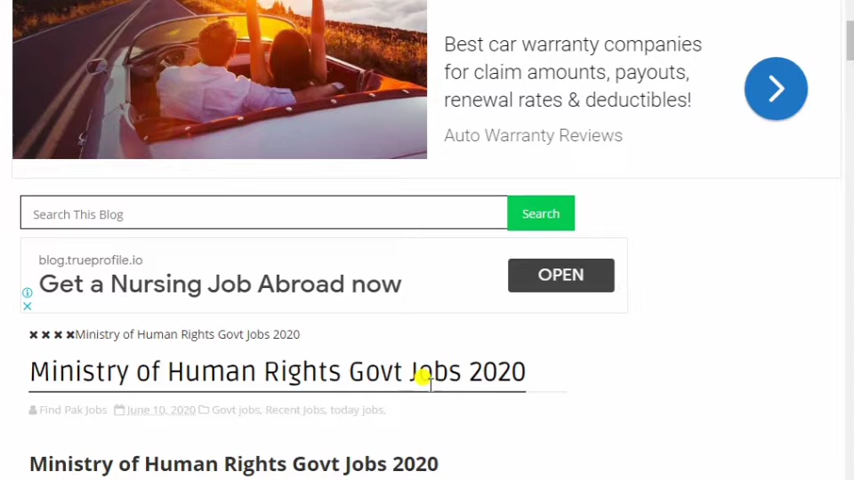 Best car warranty companies
for claim amounts, payouts,
renewal rates & deductibles!
Auto Warranty Reviews
Search This Blog
Search
blog.trueprofile.io
Get a Nursing Job Abroad now
OPEN
Ministry of Human Rights Govt Jobs 2020
Ministry of Human Rights Govt Jobs 2020
Find Pak Jobs June 10, 2020 Govt jobs, Recent Jobs, today jobs,
Ministry of Human Rights Govt Jobs 2020